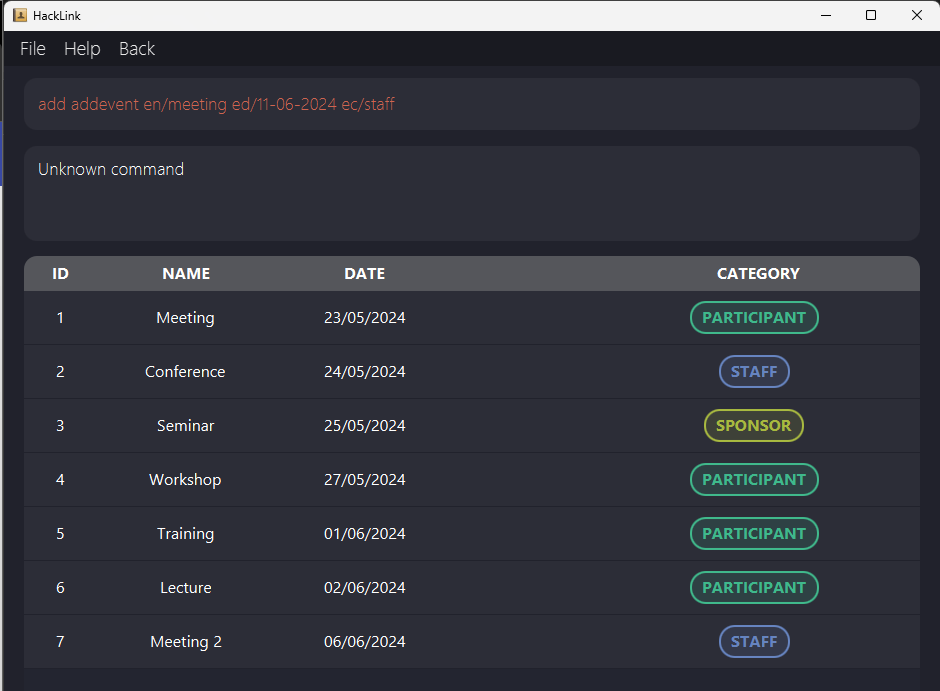 HackLink
File Help Back
add addevent en/meeting ed/11-06-2024 ec/staff
Unknown command
ID NAME DATE CATEGORY
1 Meeting 23/05/2024 PARTICIPANT
2 Conference 24/05/2024 STAFF
3 Seminar 25/05/2024 SPONSOR
4 Workshop 27/05/2024 PARTICIPANT
5 Training 01/06/2024 PARTICIPANT
6 Lecture 02/06/2024 PARTICIPANT
7 Meeting 2 06/06/2024 STAFF